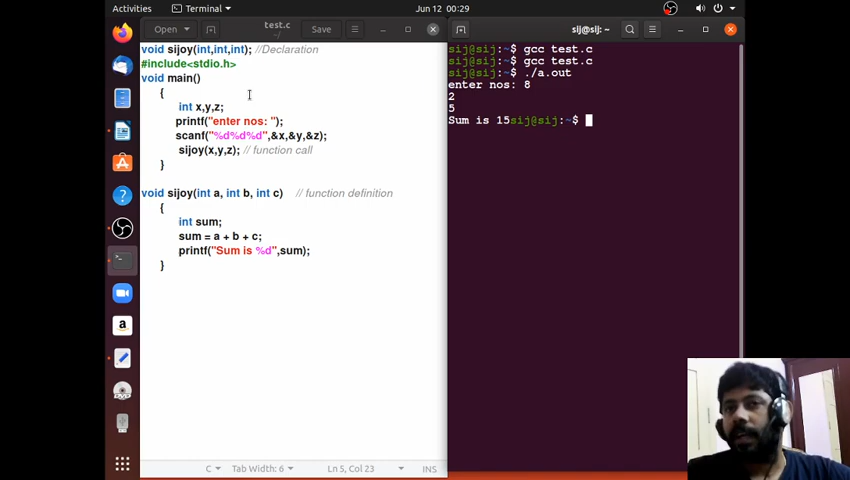 Activities
Terminal
Jun 12 00:29
Open
test.c
~/
Save
sij@sij: ~
void sijoy(int,int,int); //Declaration
#include<stdio.h>
void main()
{
int x,y,z;
printf("enter nos: ");
scanf("%d%d%d",&x,&y,&z);
sijoy(x,y,z); // function call
}
void sijoy(int a, int b, int c) // function definition
{
int sum;
sum = a + b + c;
printf("Sum is %d",sum);
}
C
Tab Width: 6
Ln 5, Col 23
INS
sij@sij:~$ gcc test.c
sij@sij:~$ gcc test.c
sij@sij:~$ ./a.out
enter nos: 8
2
5
Sum is 15sij@sij:~$